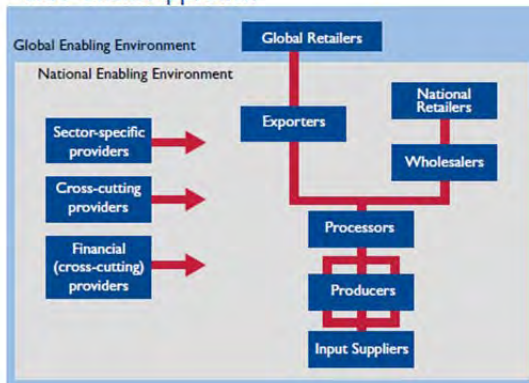 Global Enabling Environment
Global Retailers
National Enabling Environment
National
Retailers
Exporters
Sector-specific
providers
Wholesalers
Cross-cutting
providers
Processors
Financial
(cross-cutting)
providers
Producers
Input Suppliers